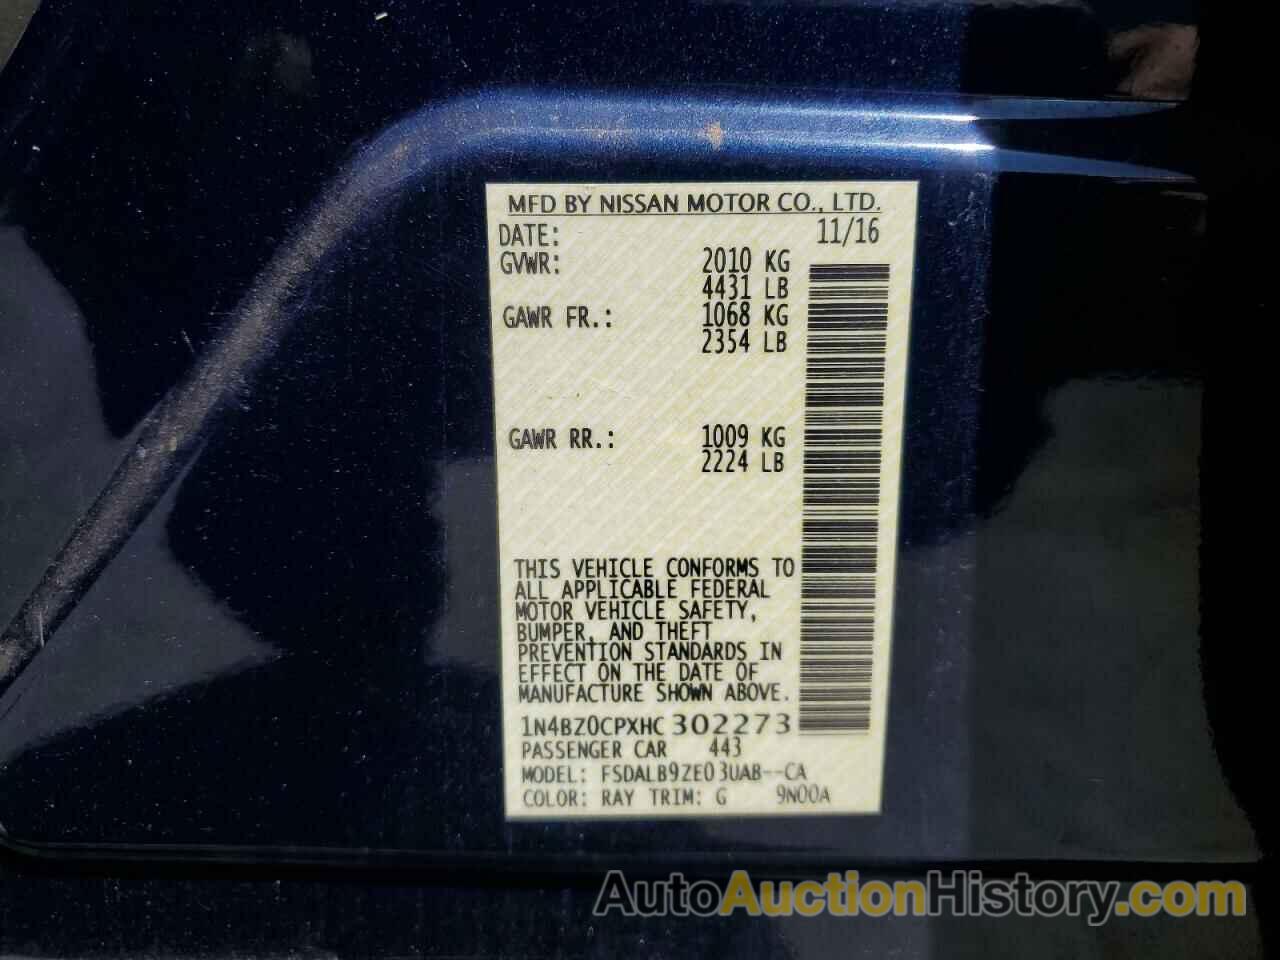 MFD BY NISSAN MOTOR CO., LTD.
DATE: 11/16
GVWR: 2010 KG
4431 LB
GAWR FR.: 1068 KG
2354 LB
GAWR RR.: 1009 KG
2224 LB
THIS VEHICLE CONFORMS TO
ALL APPLICABLE FEDERAL
MOTOR VEHICLE SAFETY,
BUMPER, AND THEFT
PREVENTION STANDARDS IN
EFFECT ON THE DATE OF
MANUFACTURE SHOWN ABOVE.
1N4BZ0CPXHC 302273
PASSENGER CAR 443
MODEL: FSDALB9ZE03UAB--CA
COLOR: RAY TRIM: G 9N00A
AutoAuctionHistory.com